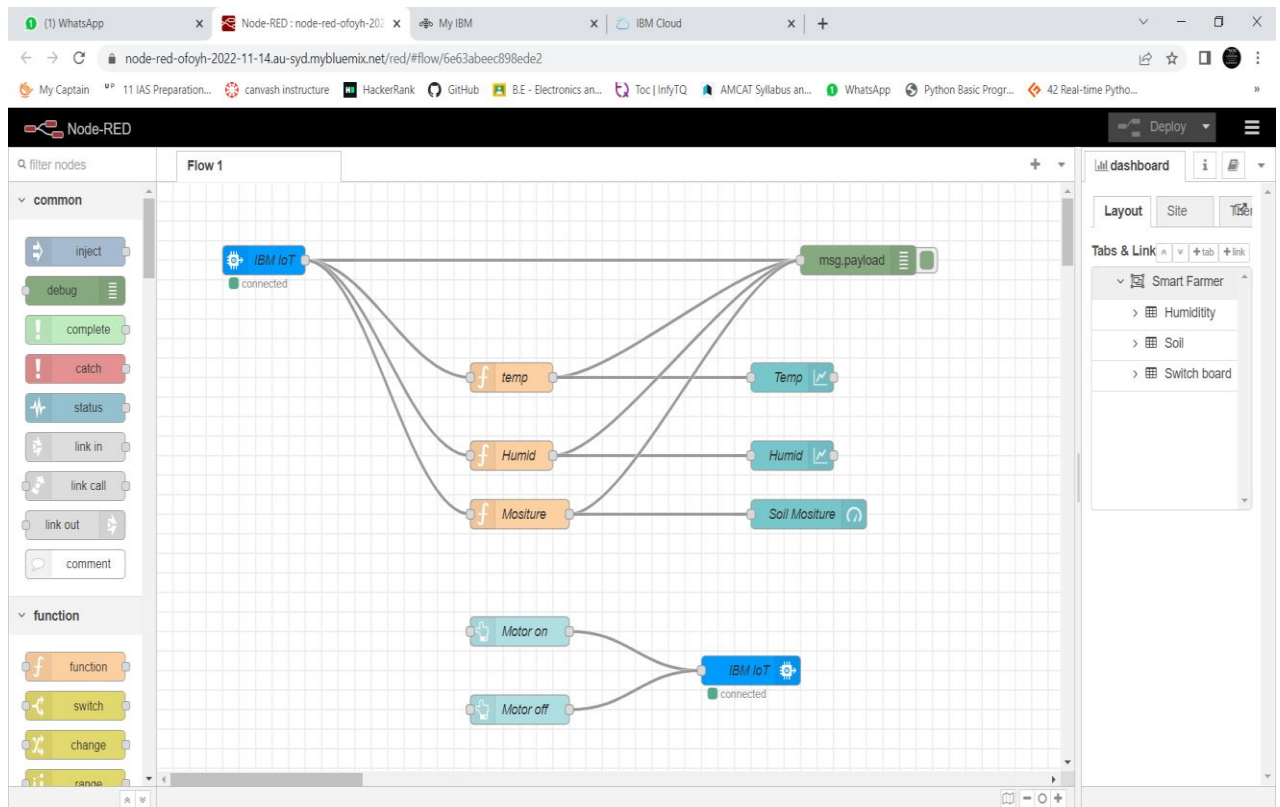 (1) WhatsApp
Node-RED : node-red-ofoyh-202
My IBM
IBM Cloud
node-red-ofoyh-2022-11-14.au-syd.mybluemix.net/red/#flow/6e63abeec898ede2
My Captain
11 IAS Preparation...
canvash instructure
HackerRank
GitHub
B.E - Electronics an...
Toc | InfyTQ
AMCAT Syllabus an...
WhatsApp
Python Basic Progr...
42 Real-time Pytho...
»
Node-RED
Deploy
filter nodes
common
inject
debug
complete
catch
status
link in
link call
link out
comment
function
function
switch
change
range
Flow 1
IBM IoT
connected
msg.payload
temp
Temp
Humid
Humid
Mositure
Soil Mositure
Motor on
Motor off
IBM IoT
connected
dashboard
i
Layout
Site
Tabs & Link
+tab
+link
Smart Farmer
Humiditity
Soil
Switch board